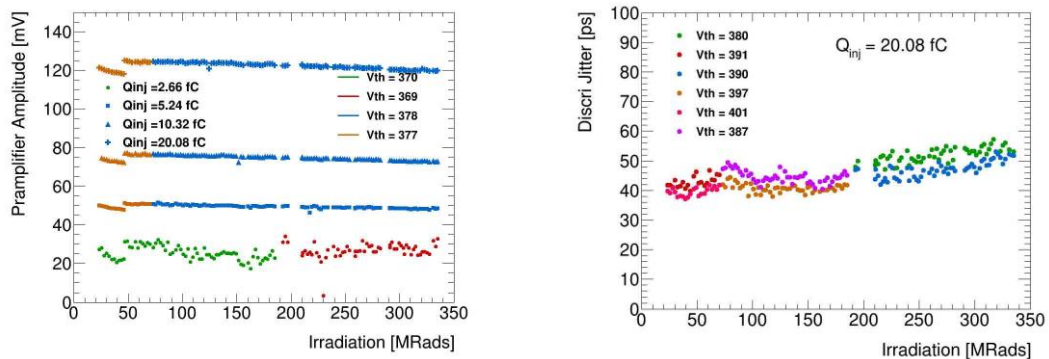 Pramplifier Amplitude [mV]
140
120
100
80
60
40
20
0
Qinj =2.66 fC
Qinj =5.24 fC
Qinj =10.32 fC
Qinj =20.08 fC
Vth = 370
Vth = 369
Vth = 378
Vth = 377
0 50 100 150 200 250 300 350
Irradiation [MRads]
Discri Jitter [ps]
100
90
80
70
60
50
40
30
20
10
0
Vth = 380
Vth = 391
Vth = 390
Vth = 397
Vth = 401
Vth = 387
Qinj = 20.08 fC
0 50 100 150 200 250 300 350
Irradiation [MRads]